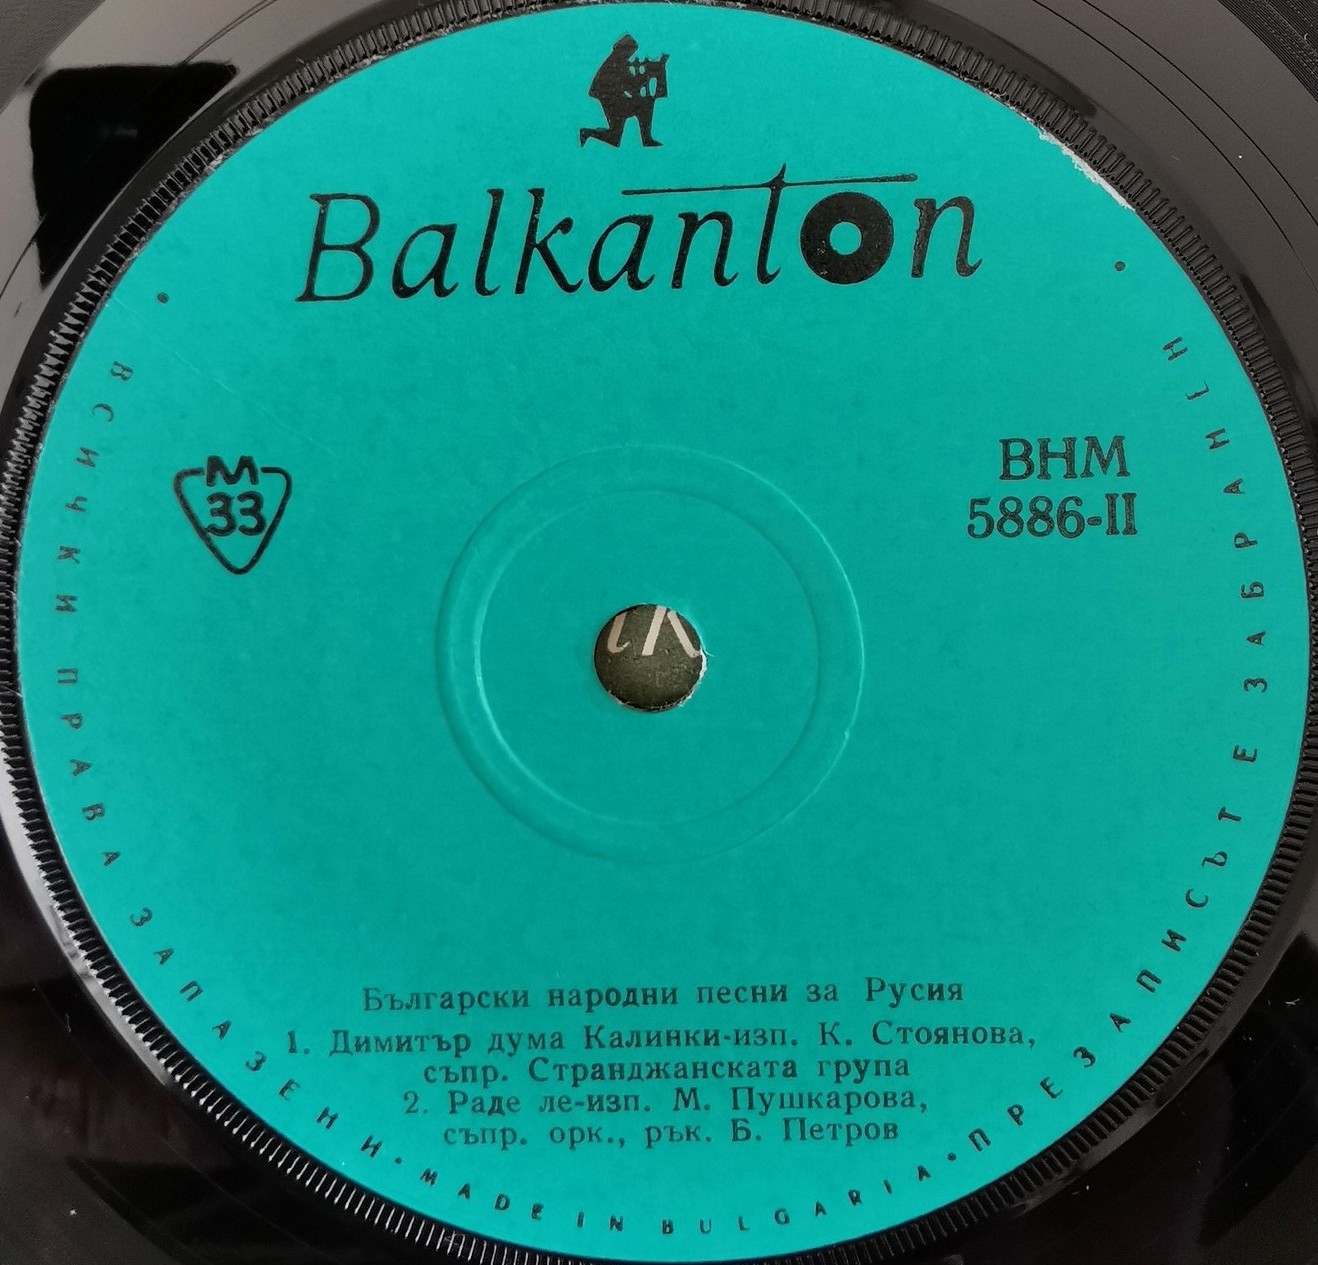 Balkanton
M
33
ВНМ
5886-II
Български народни песни за Русия
1. Димитър дума Калинки-изп. К. Стоянова,
съпр. Странджанската група
2. Раде ле-изп. М. Пушкарова,
съпр. орк., рък. Б. Петров
• ВСИЧКИ ПРАВА ЗАПАЗЕНИ • MADE IN BULGARIA • ПРЕЗАПИСЪТ Е ЗАБРАНЕН •